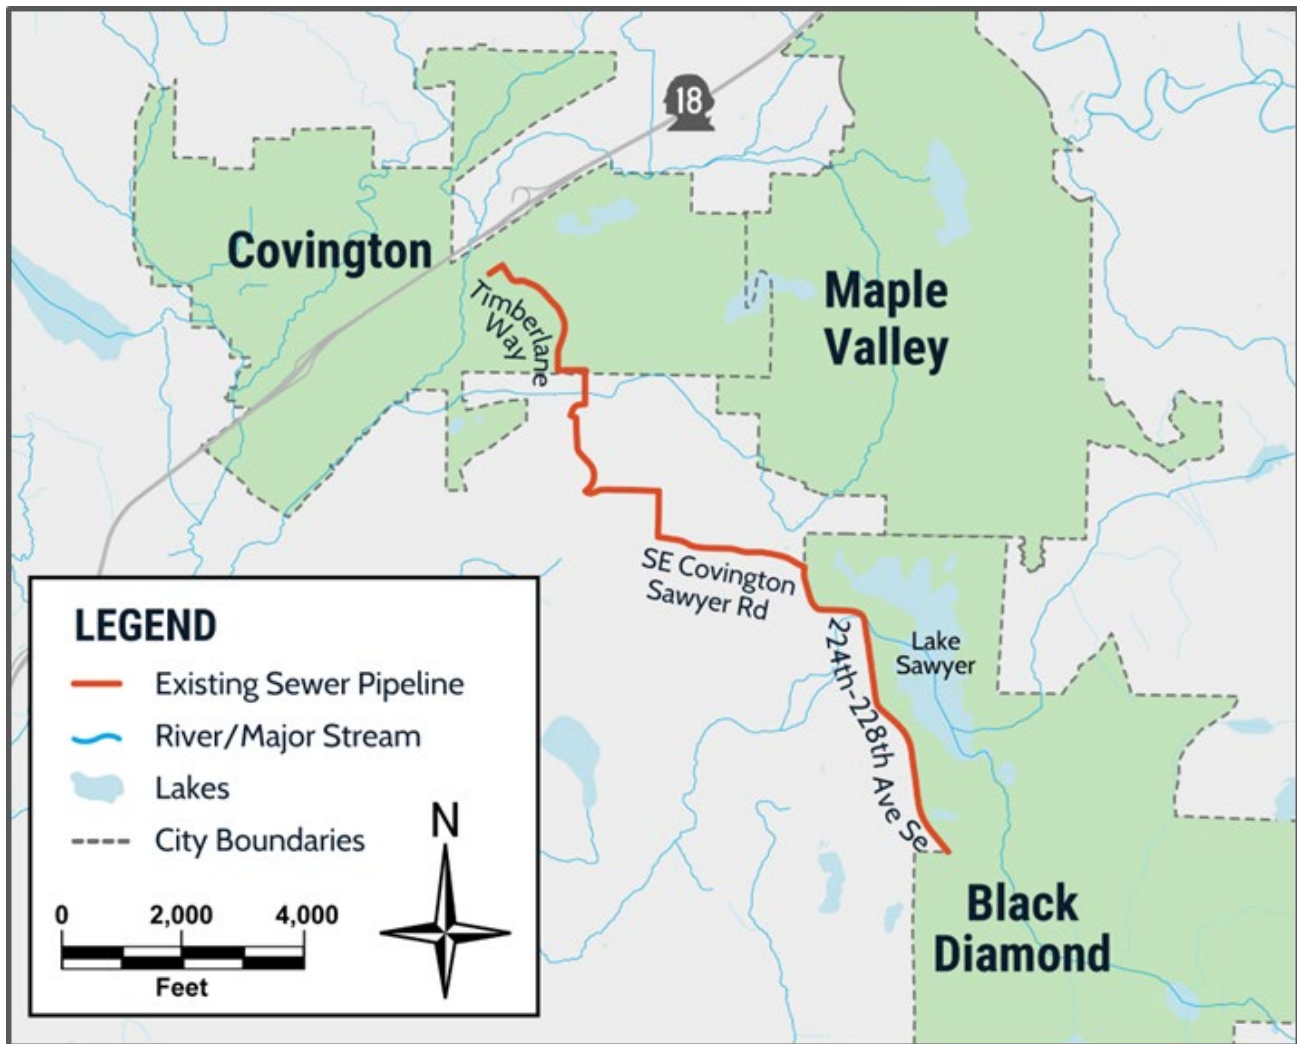 18
Covington
Maple
Valley
Timberlane
Way
SE Covington
Sawyer Rd
224th-228th Ave Se
Lake
Sawyer
Black
Diamond
LEGEND
Existing Sewer Pipeline
River/Major Stream
Lakes
City Boundaries
N
0 2,000 4,000
Feet